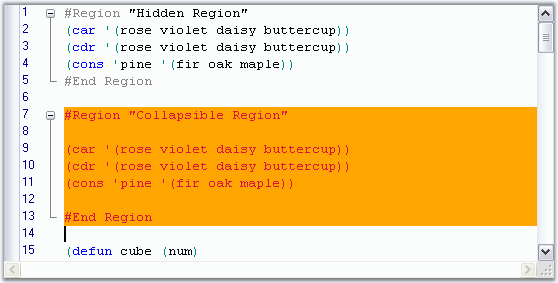 1 #Region "Hidden Region"
2 (car '(rose violet daisy buttercup))
3 (cdr '(rose violet daisy buttercup))
4 (cons 'pine '(fir oak maple))
5 #End Region
6
7 #Region "Collapsible Region"
8
9 (car '(rose violet daisy buttercup))
10 (cdr '(rose violet daisy buttercup))
11 (cons 'pine '(fir oak maple))
12
13 #End Region
14
15 (defun cube (num)